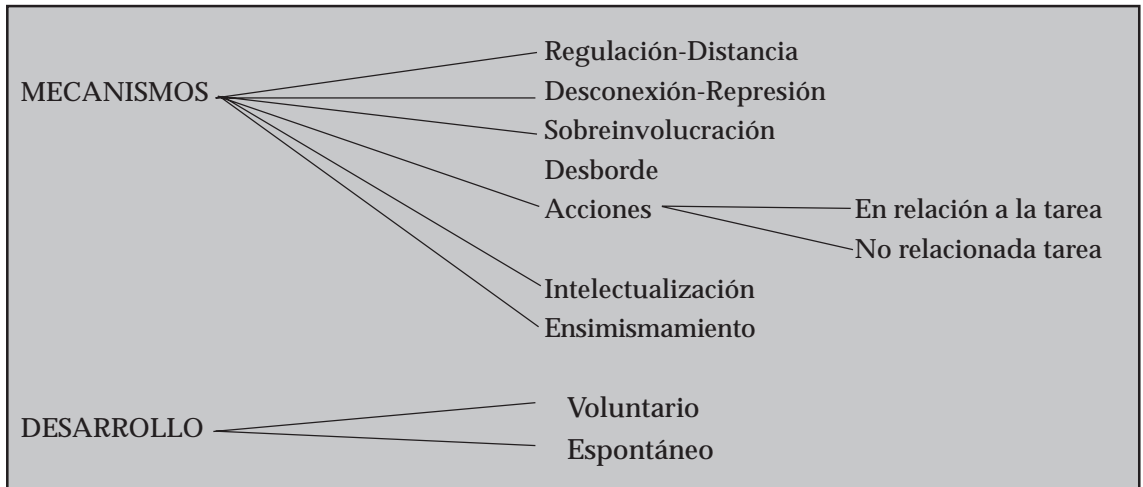 Regulación-Distancia
MECANISMOS
Desconexión-Represión
Sobreinvolucración
Desborde
Acciones
En relación a la tarea
No relacionada tarea
Intelectualización
Ensimismamiento
Voluntario
DESARROLLO
Espontáneo